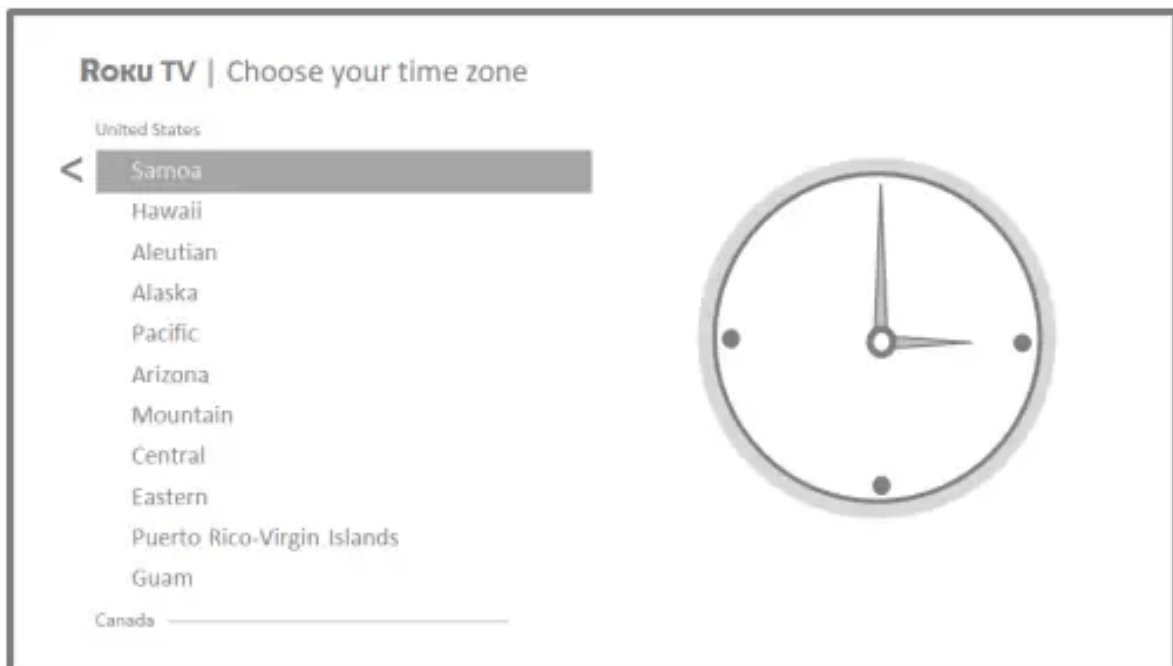 ROKU TV | Choose your time zone
United States
< Samoa
Hawaii
Aleutian
Alaska
Pacific
Arizona
Mountain
Central
Eastern
Puerto Rico-Virgin Islands
Guam
Canada